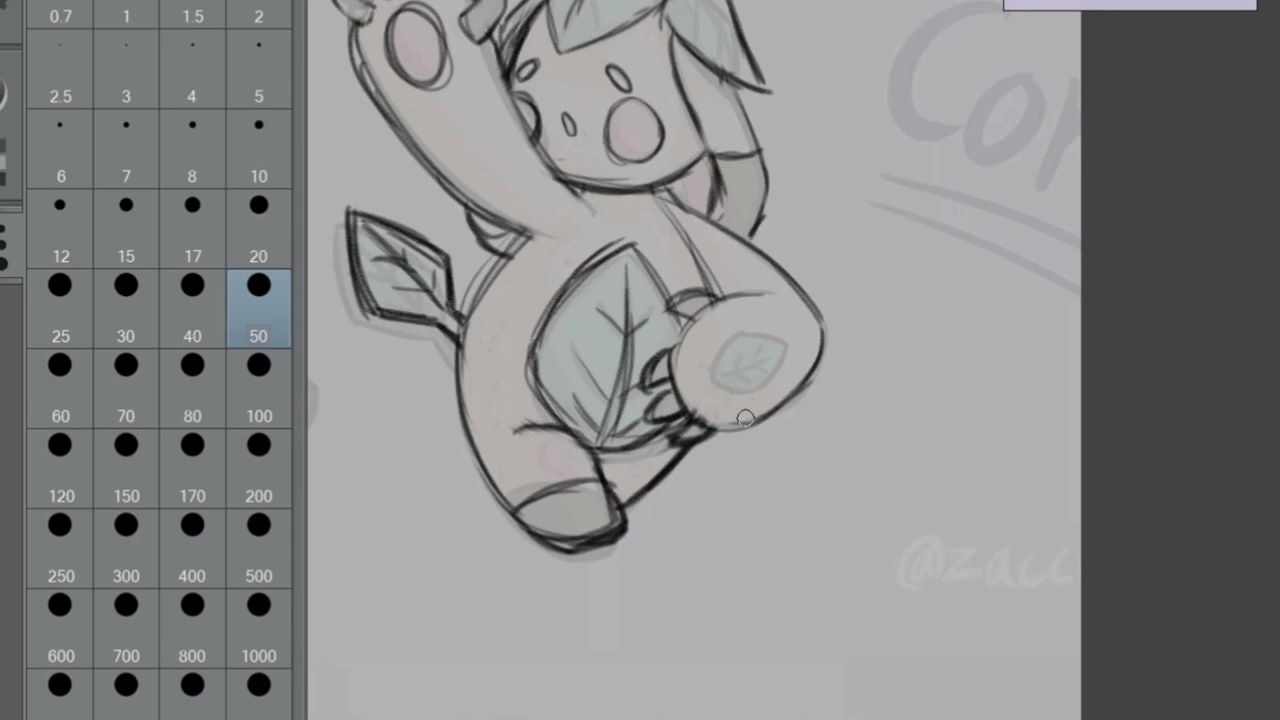 0.7 1 1.5 2
2.5 3 4 5
6 7 8 10
12 15 17 20
25 30 40 50
60 70 80 100
120 150 170 200
250 300 400 500
600 700 800 1000
Cor
@zacc